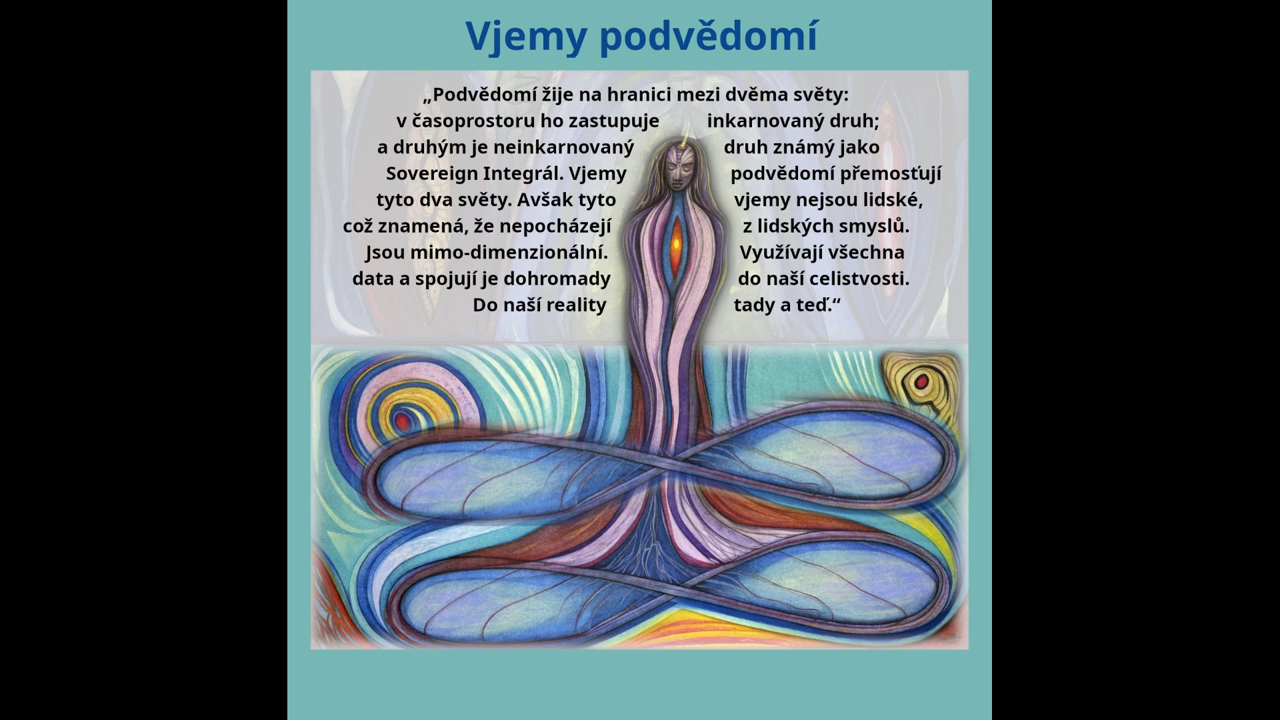 Vjemy podvědomí
„Podvědomí žije na hranici mezi dvěma světy:
v časoprostoru ho zastupuje inkarnovaný druh;
a druhým je neinkarnovaný druh známý jako
Sovereign Integrál. Vjemy podvědomí přemosťují
tyto dva světy. Avšak tyto vjemy nejsou lidské,
což znamená, že nepocházejí z lidských smyslů.
Jsou mimo-dimenzionální. Využívají všechna
data a spojují je dohromady do naší celistvosti.
Do naší reality tady a teď.“